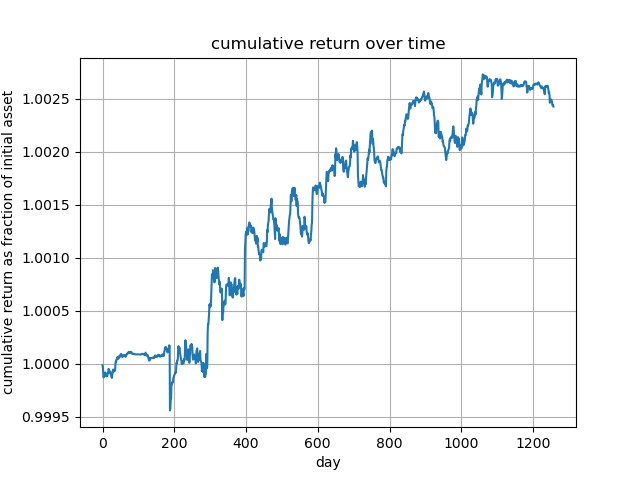 cumulative return over time
cumulative return as fraction of initial asset
1.0025
1.0020
1.0015
1.0010
1.0005
1.0000
0.9995
0 200 400 600 800 1000 1200
day